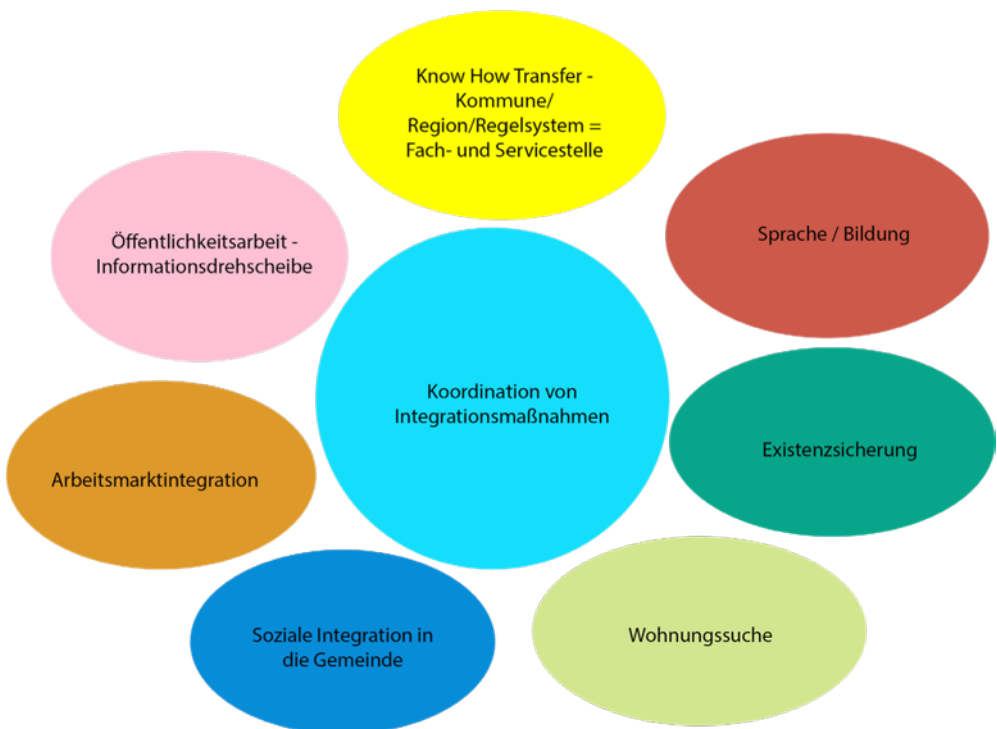 Know How Transfer -
Kommune/
Region/Regelsystem =
Fach- und Servicestelle
Sprache / Bildung
Öffentlichkeitsarbeit -
Informationsdrehscheibe
Koordination von
Integrationsmaßnahmen
Existenzsicherung
Arbeitsmarktintegration
Soziale Integration in
die Gemeinde
Wohnungssuche